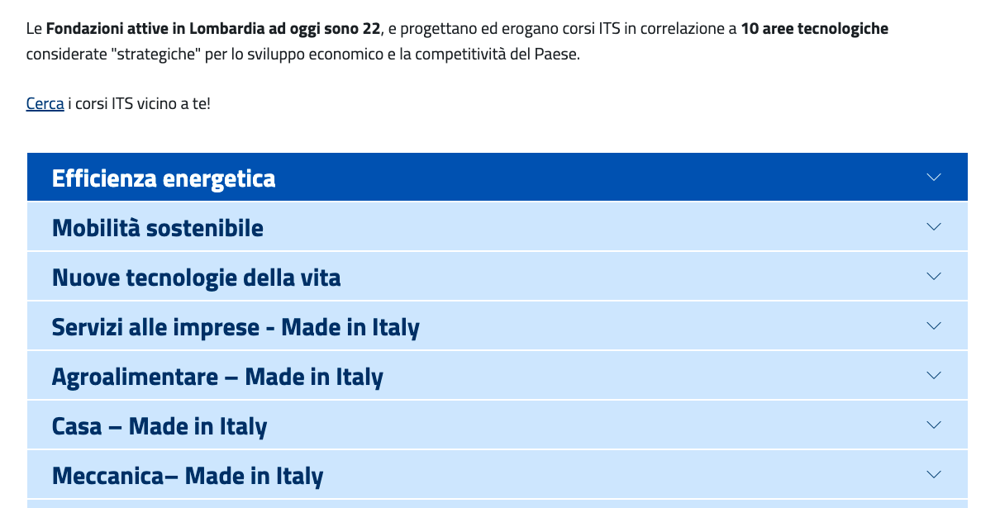 Le Fondazioni attive in Lombardia ad oggi sono 22, e progettano ed erogano corsi ITS in correlazione a 10 aree tecnologiche
considerate "strategiche" per lo sviluppo economico e la competitività del Paese.
Cerca i corsi ITS vicino a te!
Efficienza energetica
Mobilità sostenibile
Nuove tecnologie della vita
Servizi alle imprese - Made in Italy
Agroalimentare – Made in Italy
Casa – Made in Italy
Meccanica– Made in Italy